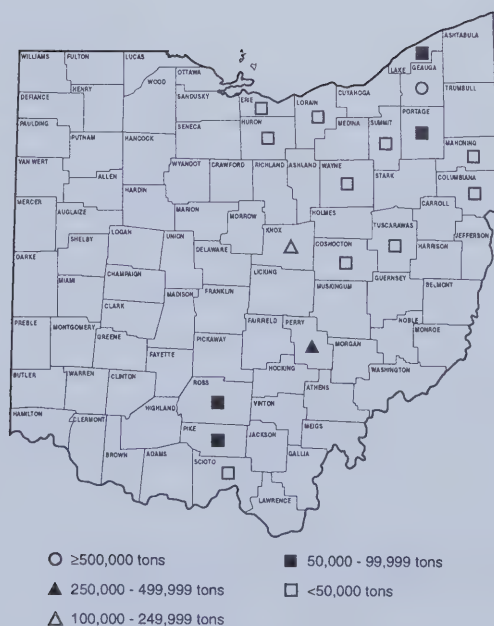 ASHTABULA
WILLIAMS FULTON LUCAS
LAKE GEAUGA
OTTAWA
WOOD
HENRY
SANDUSKY
ERIE LORAIN CUYAHOGA TRUMBULL
DEFIANCE
PORTAGE
PAULDING
SENECA HURON MEDINA SUMMIT
PUTNAM HANCOCK
MAHONING
VAN WERT
WYANDOT CRAWFORD RICHLAND ASHLAND WAYNE
STARK COLUMBIANA
ALLEN
HARDIN
MERCER
CARROLL
AUGLAIZE MARION MORROW HOLMES
TUSCARAWAS JEFFERSON
LOGAN UNION KNOX
SHELBY
DELAWARE COSHOCTON HARRISON
DARKE
CHAMPAIGN LICKING
MIAMI GUERNSEY BELMONT
FRANKLIN MUSKINGUM
MADISON
CLARK
NOBLE
PREBLE MONTGOMERY GREENE FAIRFIELD PERRY MONROE
PICKAWAY MORGAN
FAYETTE
HOCKING WASHINGTON
BUTLER WARREN CLINTON
ROSS ATHENS
VINTON
HIGHLAND
HAMILTON CLERMONT
PIKE MEIGS
JACKSON
BROWN ADAMS SCIOTO GALLIA
LAWRENCE
≥500,000 tons
50,000 - 99,999 tons
250,000 - 499,999 tons
<50,000 tons
100,000 - 249,999 tons